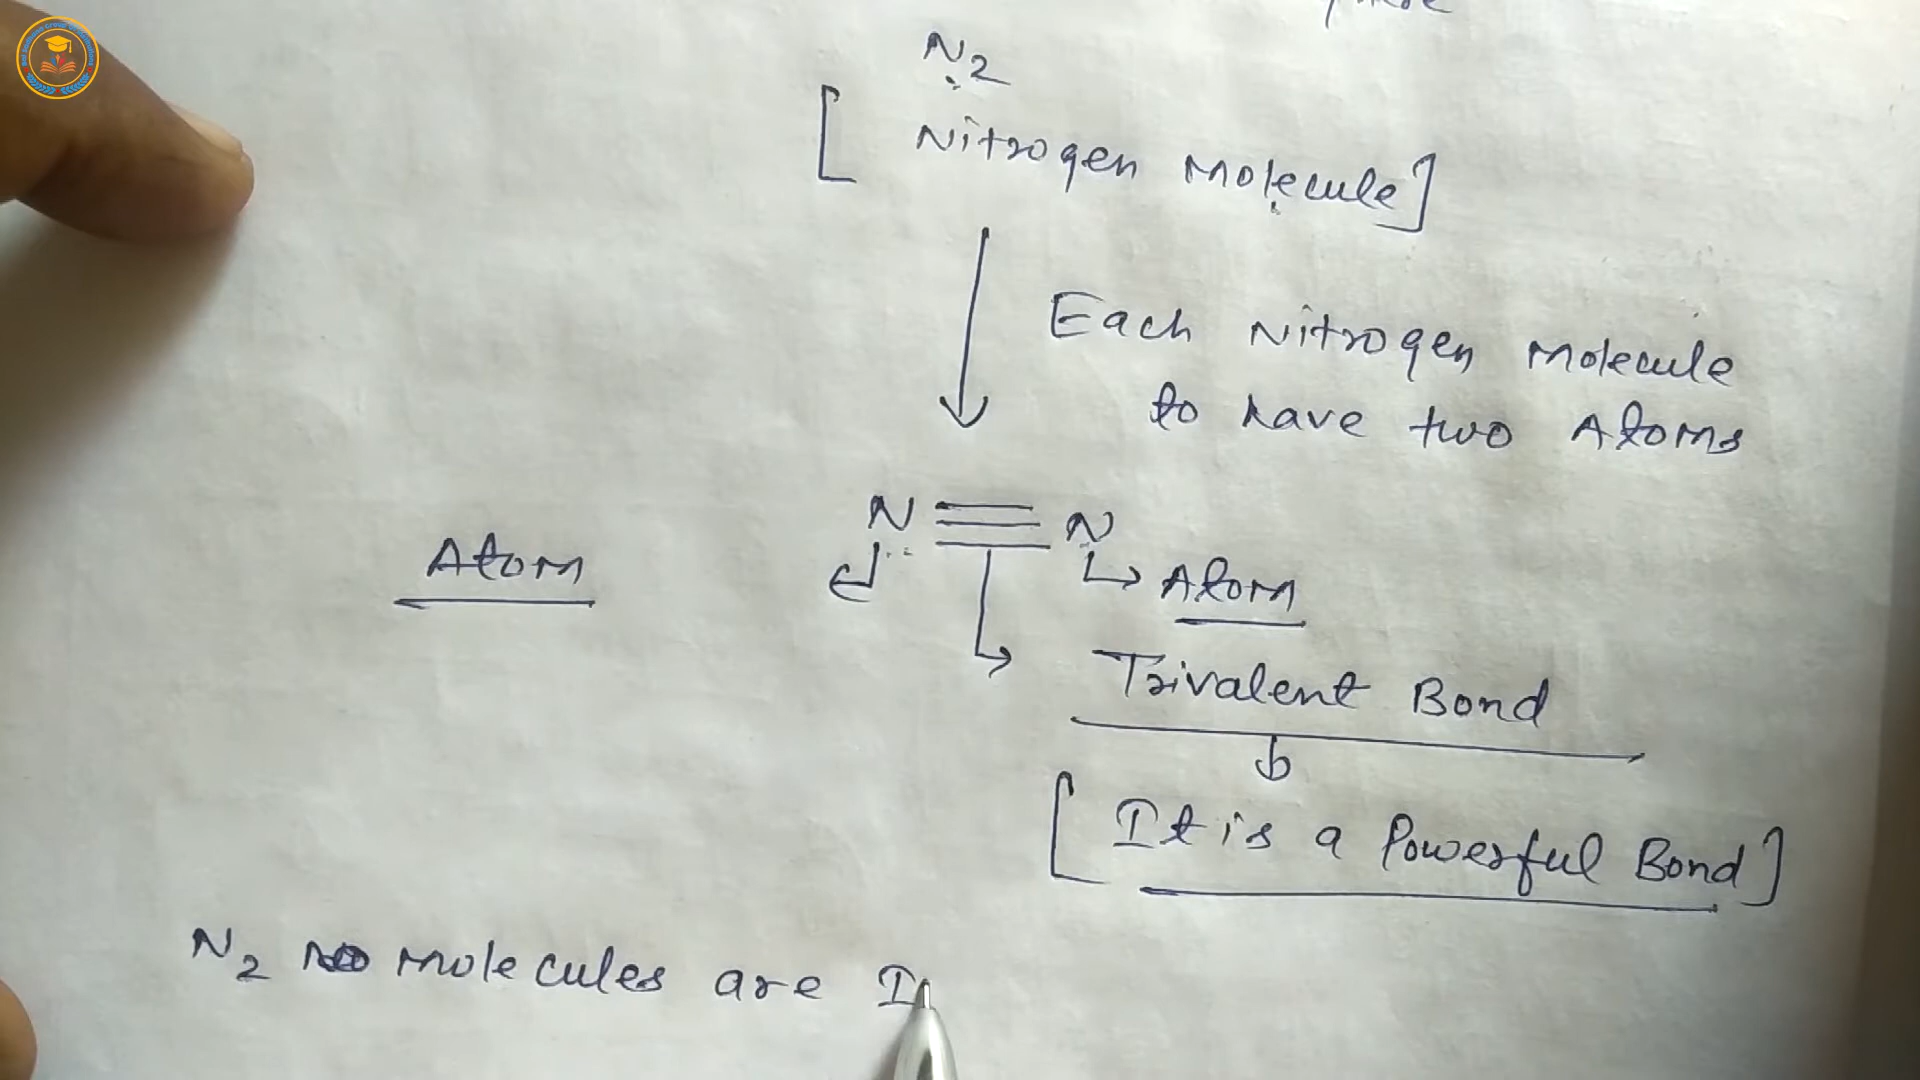 N2
[ Nitrogen Molecule ]
Each Nitrogen Molecule
to have two Atoms
N ≡ N
Atom
Atom
Trivalent Bond
[ It is a Powerful Bond ]
N2 molecules are I